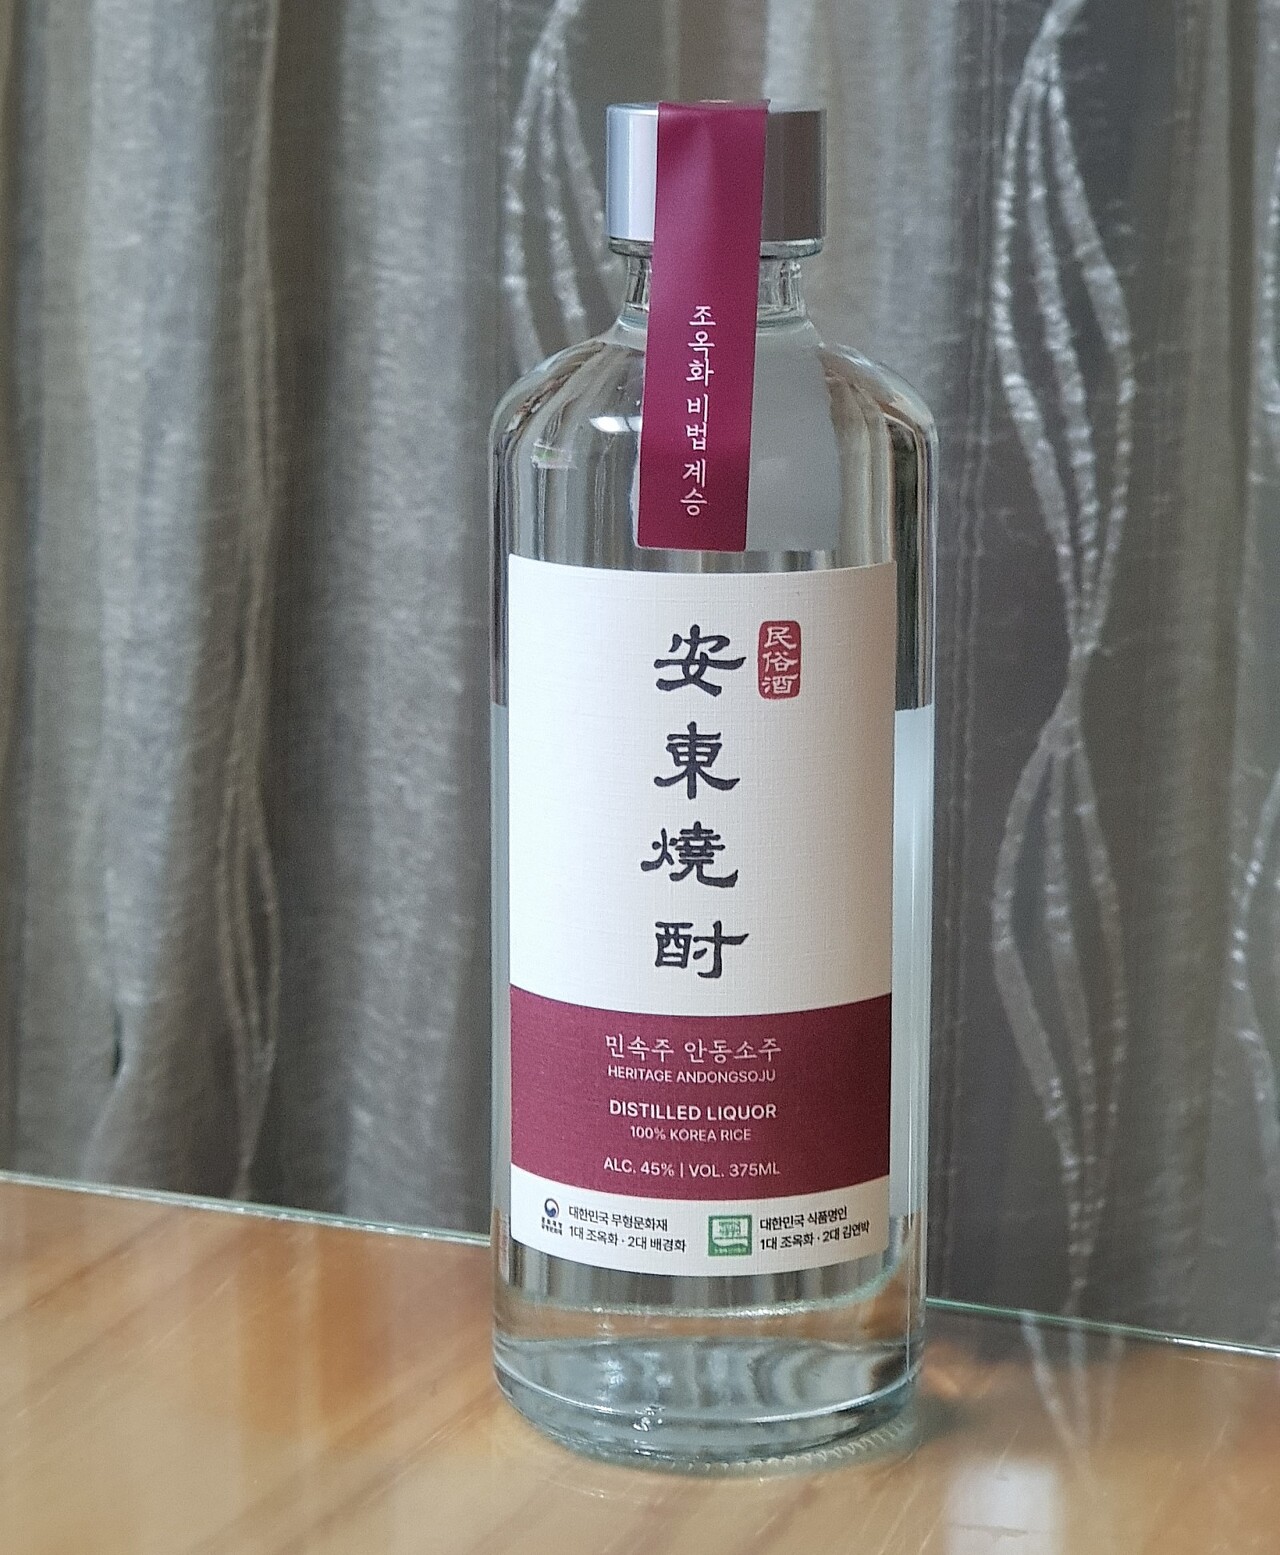 조옥화 비법 계승
安東燒酎
民俗酒
민속주 안동소주
HERITAGE ANDONGSOJU
DISTILLED LIQUOR
100% KOREA RICE
ALC. 45% | VOL. 375ML
대한민국 무형문화재
1대 조옥화 · 2대 배경화
대한민국 식품명인
1대 조옥화 · 2대 김연박